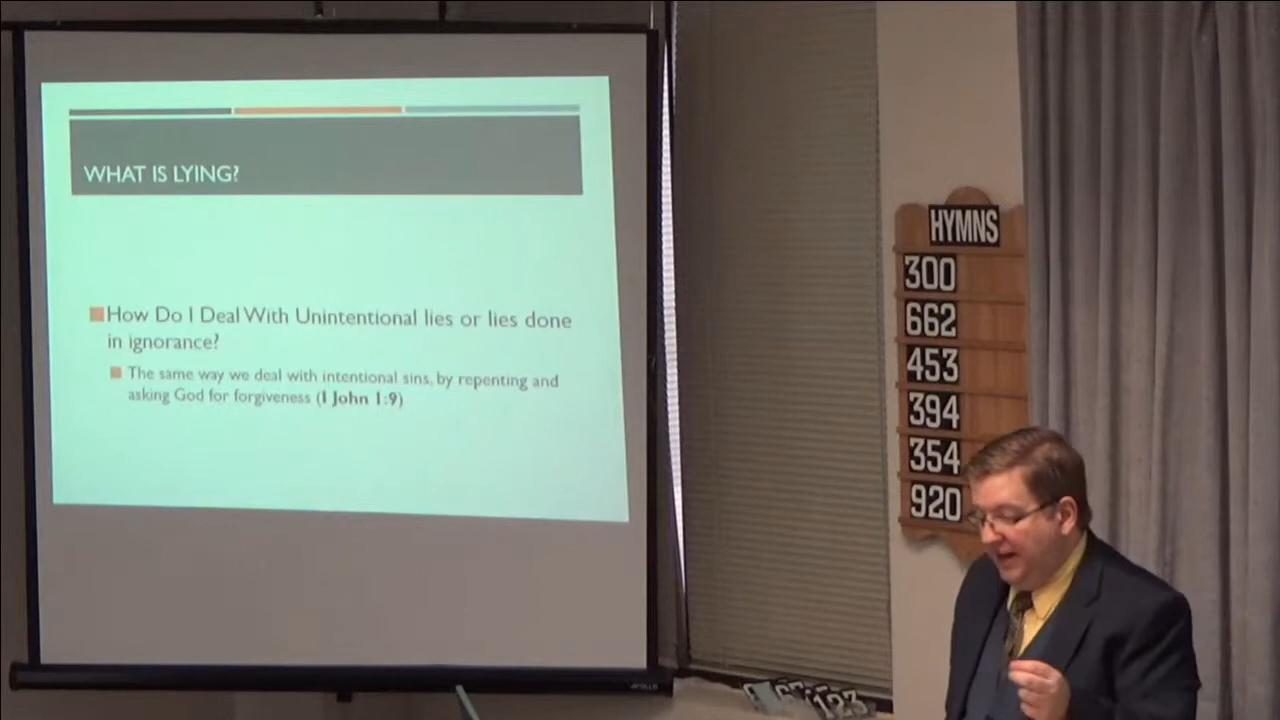 WHAT IS LYING?
How Do I Deal With Unintentional lies or lies done
in ignorance?
The same way we deal with intentional sins, by repenting and
asking God for forgiveness (I John 1:9)
HYMNS
300
662
453
394
354
920
APOLLO